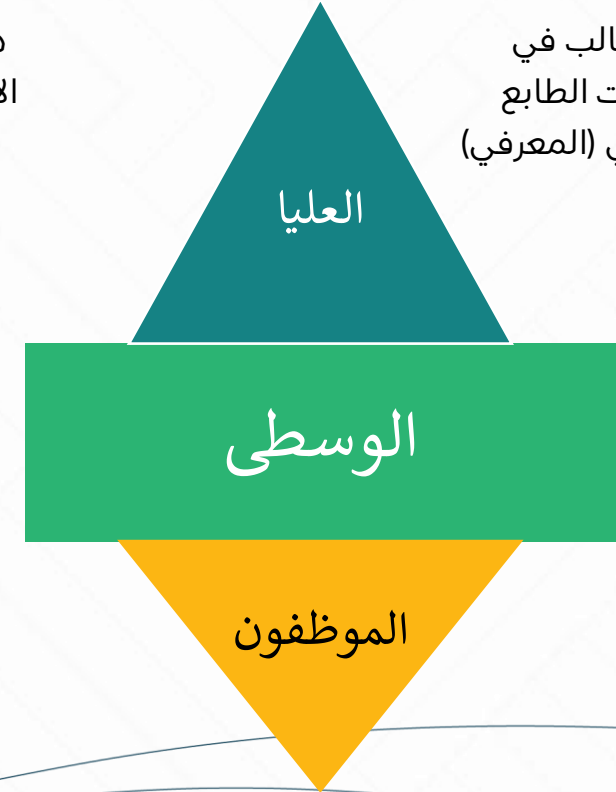 الب في
ت الطابع
ي (المعرفي)
العليا
الوسطى
الموظفون